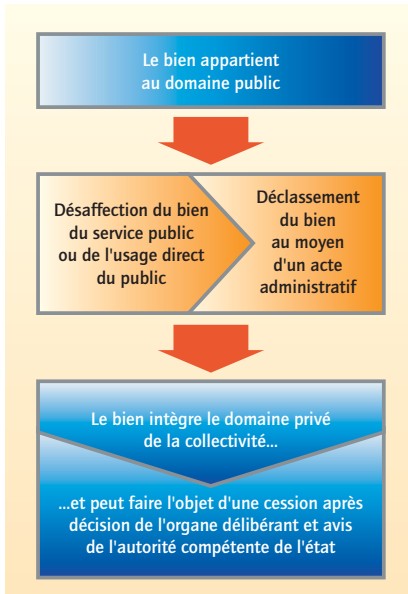 Le bien appartient
au domaine public
Désaffection du bien
du service public
ou de l'usage direct
du public
Déclassement
du bien
au moyen
d'un acte
administratif
Le bien intègre le domaine privé
de la collectivité...
...et peut faire l'objet d'une cession après
décision de l'organe délibérant et avis
de l'autorité compétente de l'état